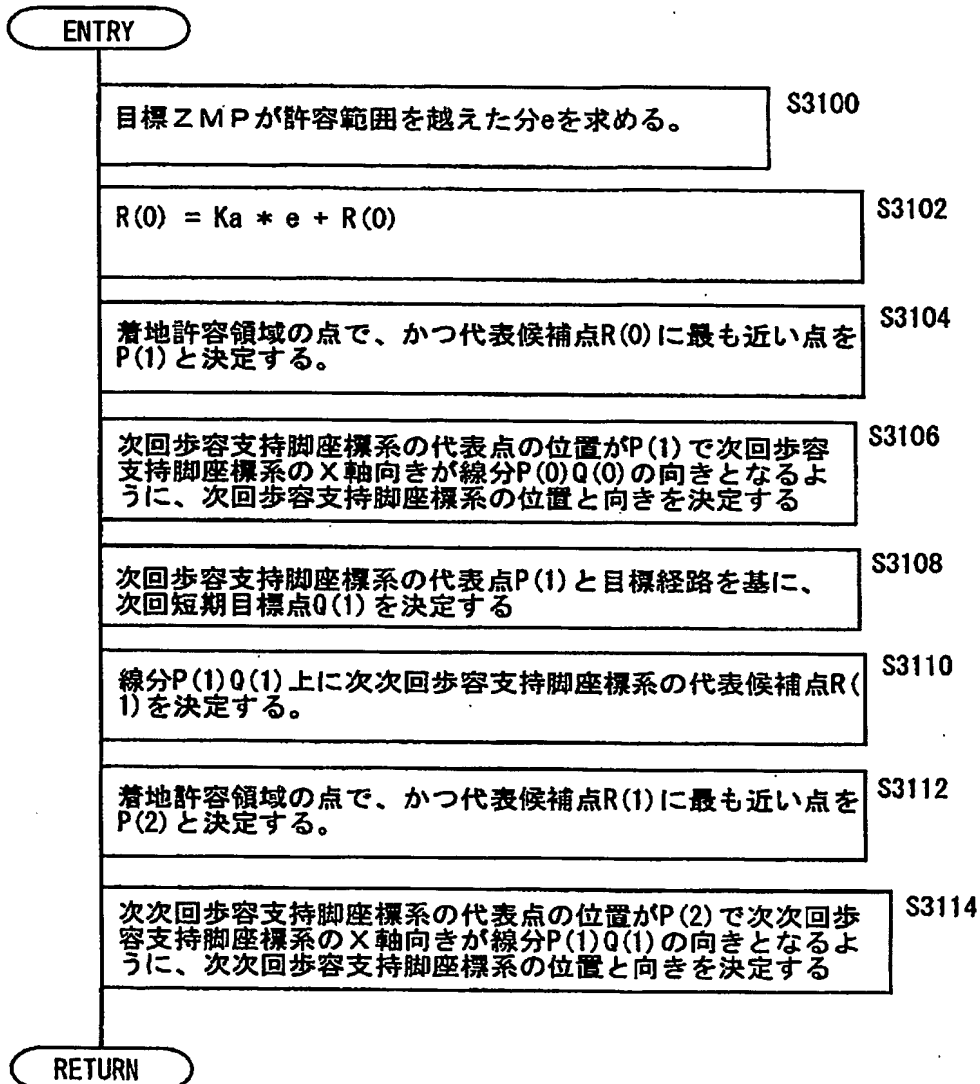 ENTRY
S3100
目標ZMPが許容範囲を越えた分eを求める。
S3102
R(0) = Ka * e + R(0)
S3104
着地許容領域の点で、かつ代表候補点R(0)に最も近い点を
P(1)と決定する。
S3106
次回歩容支持脚座標系の代表点の位置がP(1)で次回歩容
支持脚座標系のX軸向きが線分P(0)Q(0)の向きとなるよ
うに、次回歩容支持脚座標系の位置と向きを決定する
S3108
次回歩容支持脚座標系の代表点P(1)と目標経路を基に、
次回短期目標点Q(1)を決定する
S3110
線分P(1)Q(1)上に次次回歩容支持脚座標系の代表候補点R(
1)を決定する。
S3112
着地許容領域の点で、かつ代表候補点R(1)に最も近い点を
P(2)と決定する。
S3114
次次回歩容支持脚座標系の代表点の位置がP(2)で次次回歩
容支持脚座標系のX軸向きが線分P(1)Q(1)の向きとなるよ
うに、次次回歩容支持脚座標系の位置と向きを決定する
RETURN